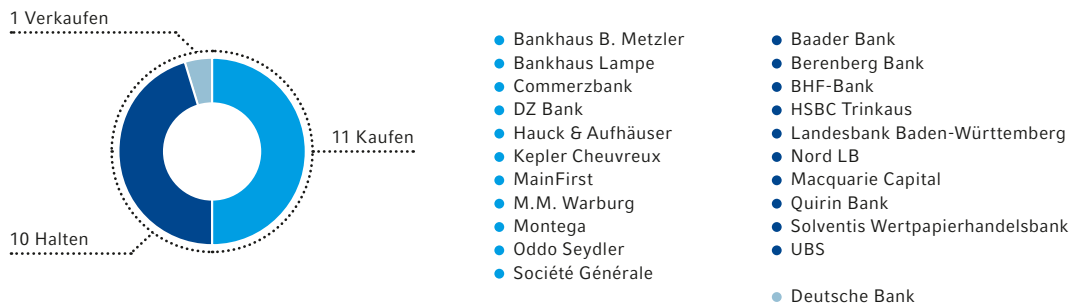 1 Verkaufen
11 Kaufen
10 Halten
Bankhaus B. Metzler
Bankhaus Lampe
Commerzbank
DZ Bank
Hauck & Aufhäuser
Kepler Cheuvreux
MainFirst
M.M. Warburg
Montega
Oddo Seydler
Société Générale
Baader Bank
Berenberg Bank
BHF-Bank
HSBC Trinkaus
Landesbank Baden-Württemberg
Nord LB
Macquarie Capital
Quirin Bank
Solventis Wertpapierhandelsbank
UBS
Deutsche Bank